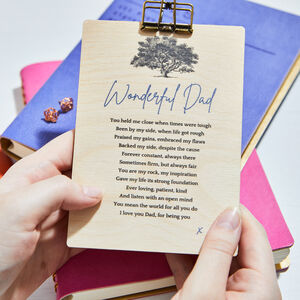 Wonderful Dad
You held me close when times were tough
Been by my side, when life got rough
Praised my gains, embraced my flaws
Backed my side, despite the cause
Forever constant, always there
Sometimes firm, but always fair
You are my rock, my inspiration
Gave my life its strong foundation
Ever loving, patient, kind
And listen with an open mind
You mean the world for all you do
I love you Dad, for being you
x